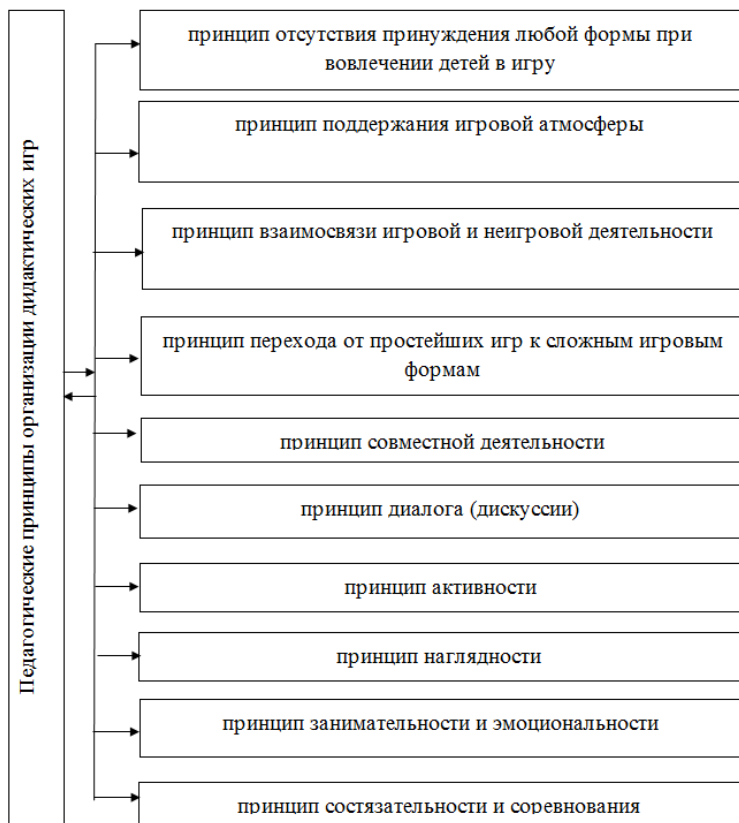 Педагогические принципы организации дидактических игр
принцип отсутствия принуждения любой формы при
вовлечении детей в игру
принцип поддержания игровой атмосферы
принцип взаимосвязи игровой и неигровой деятельности
принцип перехода от простейших игр к сложным игровым
формам
принцип совместной деятельности
принцип диалога (дискуссии)
принцип активности
принцип наглядности
принцип занимательности и эмоциональности
принцип состязательности и соревнования